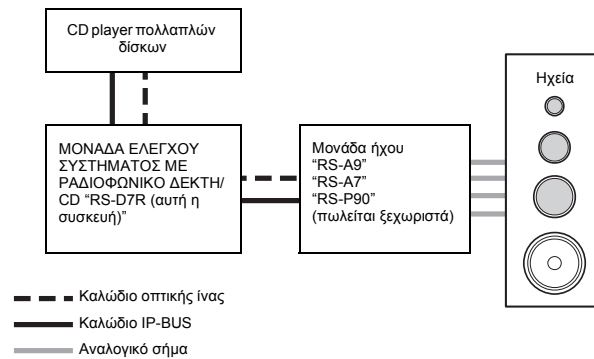 CD player πολλαπλών
δίσκων
ΜΟΝΑΔΑ ΕΛΕΓΧΟΥ
ΣΥΣΤΗΜΑΤΟΣ ΜΕ
ΡΑΔΙΟΦΩΝΙΚΟ ΔΕΚΤΗ/
CD “RS-D7R (αυτή η
συσκευή)”
Μονάδα ήχου
“RS-A9”
“RS-A7”
“RS-P90”
(πωλείται ξεχωριστά)
Ηχεία
Καλώδιο οπτικής ίνας
Καλώδιο IP-BUS
Αναλογικό σήμα